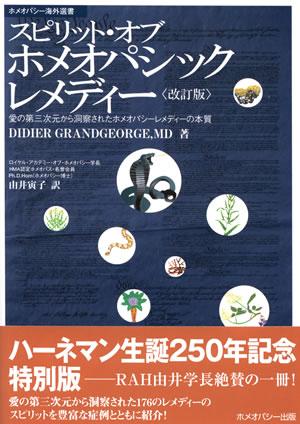 ホメオパシー海外選書
スピリット・オブ
ホメオパシック
レメディー〈改訂版〉
愛の第三次元から洞察されたホメオパシーレメディーの本質
DIDIER GRANDGEORGE,MD 著
ロイヤル・アカデミー・オブ・ホメオパシー学長
HMA認定ホメオパス・名誉会員
Ph.D.Hom(ホメオパシー博士)
由井寅子 訳
ハーネマン生誕250年記念
特別版──RAH由井学長絶賛の一冊!
愛の第三次元から洞察された176のレメディーの
スピリットを豊富な症例とともに紹介!
ホメオパシー出版